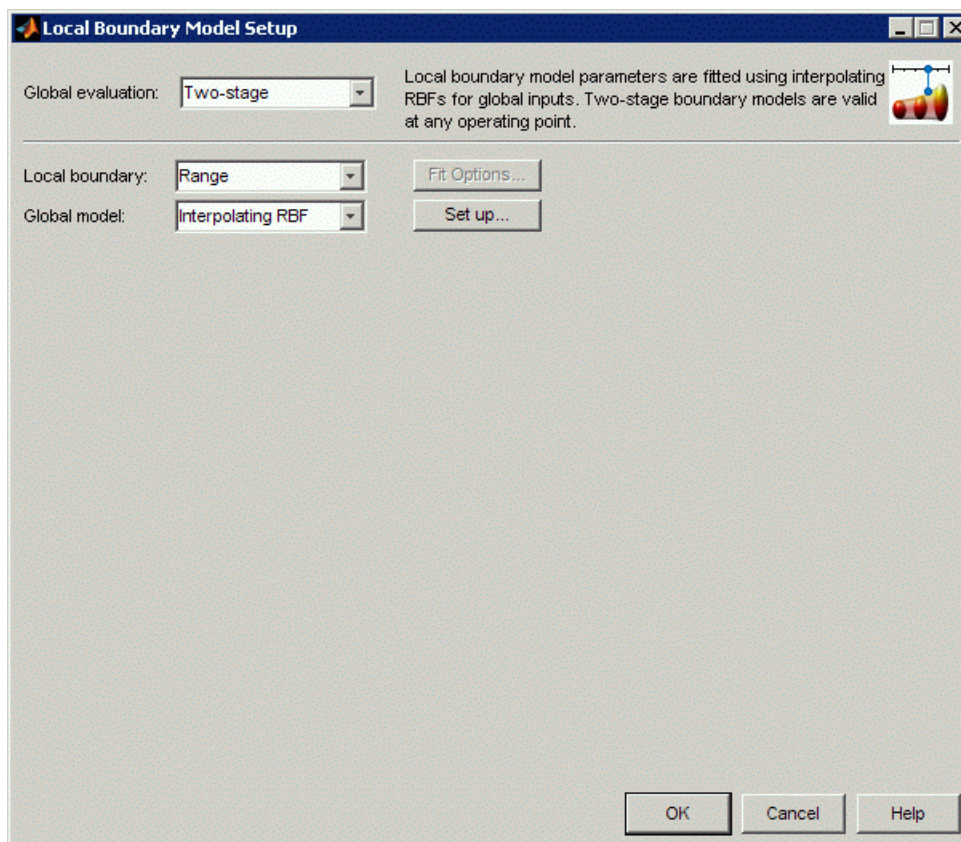 Local Boundary Model Setup
Global evaluation:
Two-stage
Local boundary model parameters are fitted using interpolating
RBFs for global inputs. Two-stage boundary models are valid
at any operating point.
Local boundary:
Range
Fit Options...
Global model:
Interpolating RBF
Set up...
OK
Cancel
Help